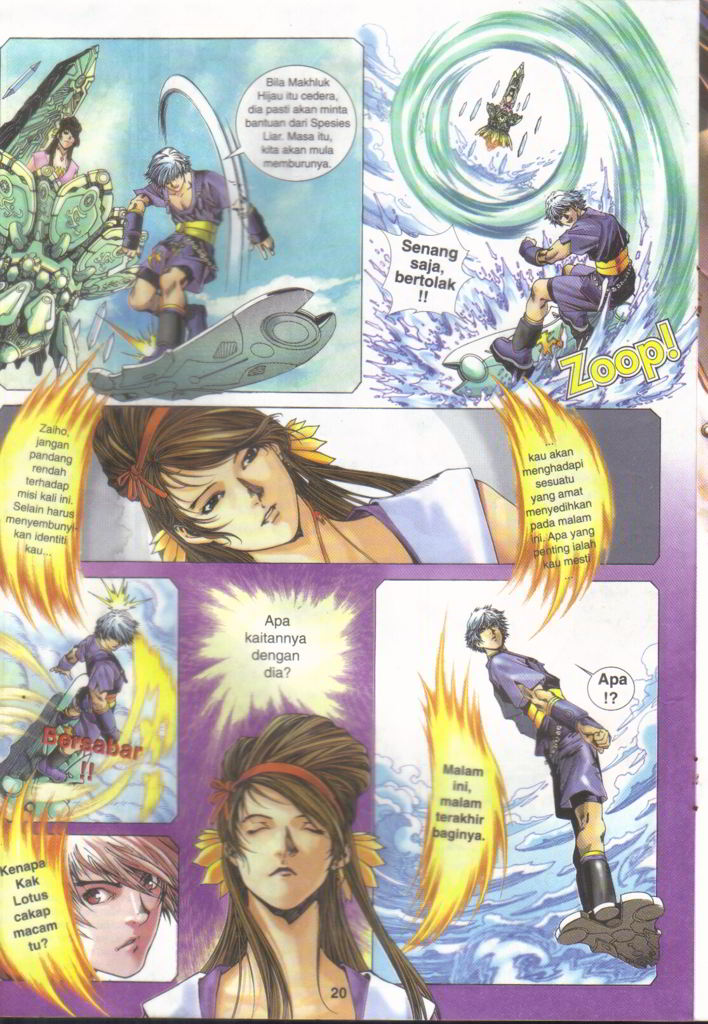 Bila Makhluk
Hijau itu cedera,
dia pasti akan minta
bantuan dari Spesies
Liar. Masa itu,
kita akan mula
memburunya.
Senang
saja,
bertolak
!!
Zoop!
Zaiho,
jangan
pandang
rendah
terhadap
misi kali ini.
Selain harus
menyembunyi-
kan identiti
kau...
...
kau akan
menghadapi
sesuatu
yang amat
menyedihkan
pada malam
ini. Apa yang
penting ialah
kau mesti
...
Bersabar
!!
Apa
kaitannya
dengan
dia?
Apa
!?
Malam
ini,
malam
terakhir
baginya.
Kenapa
Kak
Lotus
cakap
macam
tu?
20